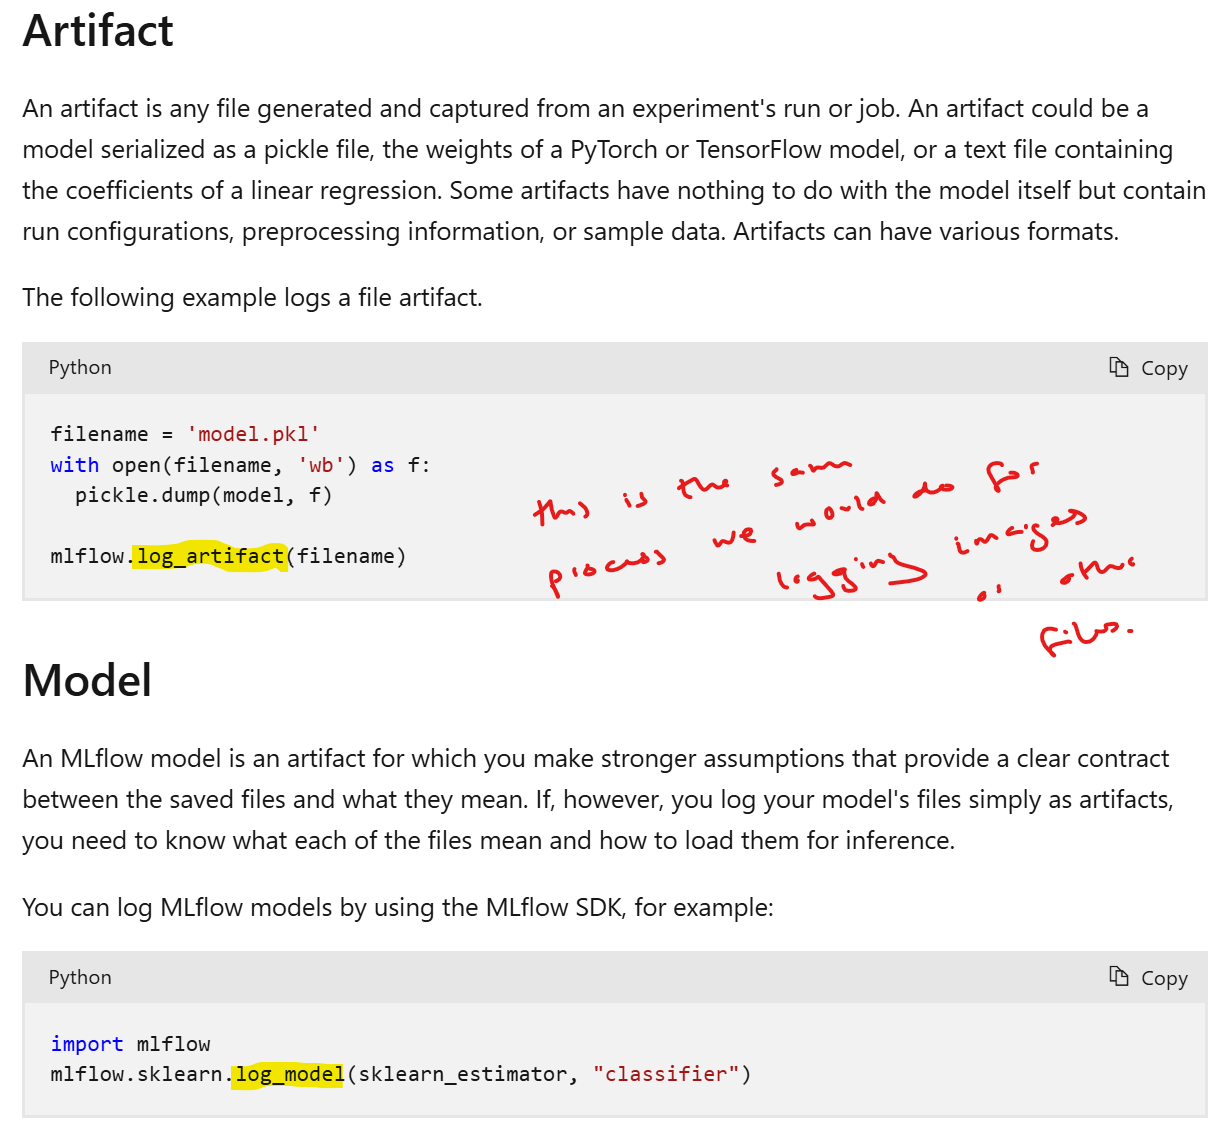 Artifact
An artifact is any file generated and captured from an experiment's run or job. An artifact could be a
model serialized as a pickle file, the weights of a PyTorch or TensorFlow model, or a text file containing
the coefficients of a linear regression. Some artifacts have nothing to do with the model itself but contain
run configurations, preprocessing information, or sample data. Artifacts can have various formats.
The following example logs a file artifact.
Python Copy
filename = 'model.pkl'
with open(filename, 'wb') as f:
  pickle.dump(model, f)
mlflow.log_artifact(filename)
this is the same
process we would do for
logging images
or other
files.
Model
An MLflow model is an artifact for which you make stronger assumptions that provide a clear contract
between the saved files and what they mean. If, however, you log your model's files simply as artifacts,
you need to know what each of the files mean and how to load them for inference.
You can log MLflow models by using the MLflow SDK, for example:
Python Copy
import mlflow
mlflow.sklearn.log_model(sklearn_estimator, "classifier")